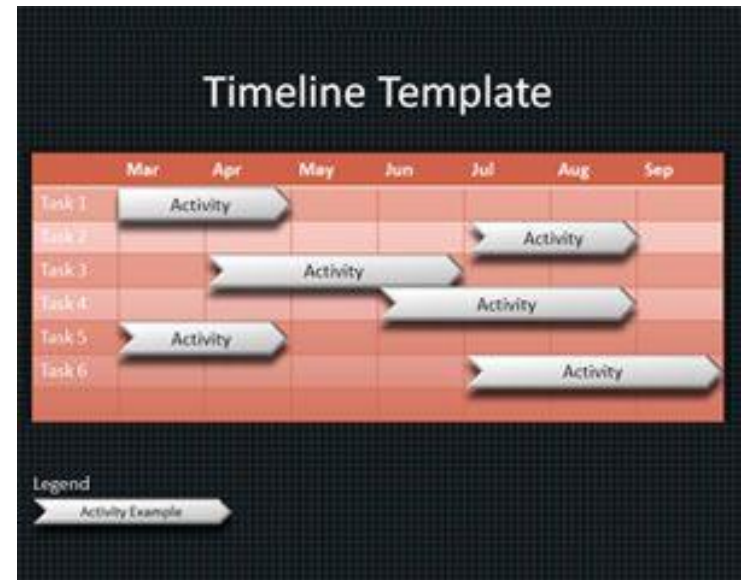 Timeline Template
Mar Apr May Jun Jul Aug Sep
Task 1 Activity
Task 2 Activity
Task 3 Activity
Task 4 Activity
Task 5 Activity
Task 6 Activity
Legend
Activity Example